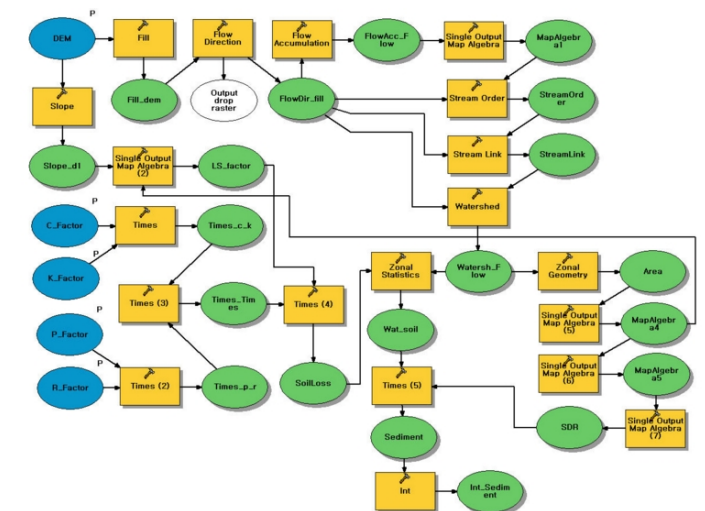 P
DEM
Fill
Flow
Direction
Flow
Accumulation
FlowAcc_F
low
Single Output
Map Algebra
MapAlgebr
a1
Slope
Fill_dem
Output
drop
raster
FlowDir_fill
Stream Order
StreamOrd
er
Slope_d1
Single Output
Map Algebra
(2)
LS_factor
Stream Link
StreamLink
P
Watershed
C_Factor
Times
Times_c_k
P
K_Factor
Zonal
Statistics
Watersh_F
low
Zonal
Geometry
Area
Times (3)
Times_Tim
es
Times (4)
P
P_Factor
Wat_soil
Single Output
Map Algebra
(5)
MapAlgebr
a4
P
R_Factor
Times (2)
Times_p_r
SoilLoss
Times (5)
Single Output
Map Algebra
(6)
MapAlgebr
a5
Sediment
SDR
Single Output
Map Algebra
(7)
Int
Int_Sedim
ent